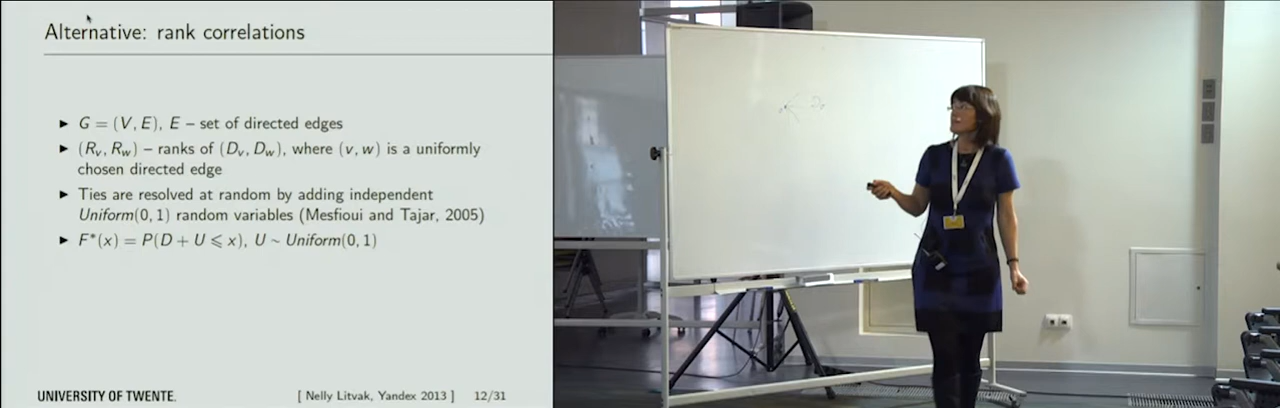 Alternative: rank correlations
► G = (V, E), E – set of directed edges
► (Rᵥ, R_w) – ranks of (Dᵥ, D_w), where (v, w) is a uniformly
chosen directed edge
► Ties are resolved at random by adding independent
Uniform(0, 1) random variables (Mesfioui and Tajar, 2005)
► F*(x) = P(D + U ⩽ x), U ~ Uniform(0, 1)
UNIVERSITY OF TWENTE. [ Nelly Litvak, Yandex 2013 ] 12/31